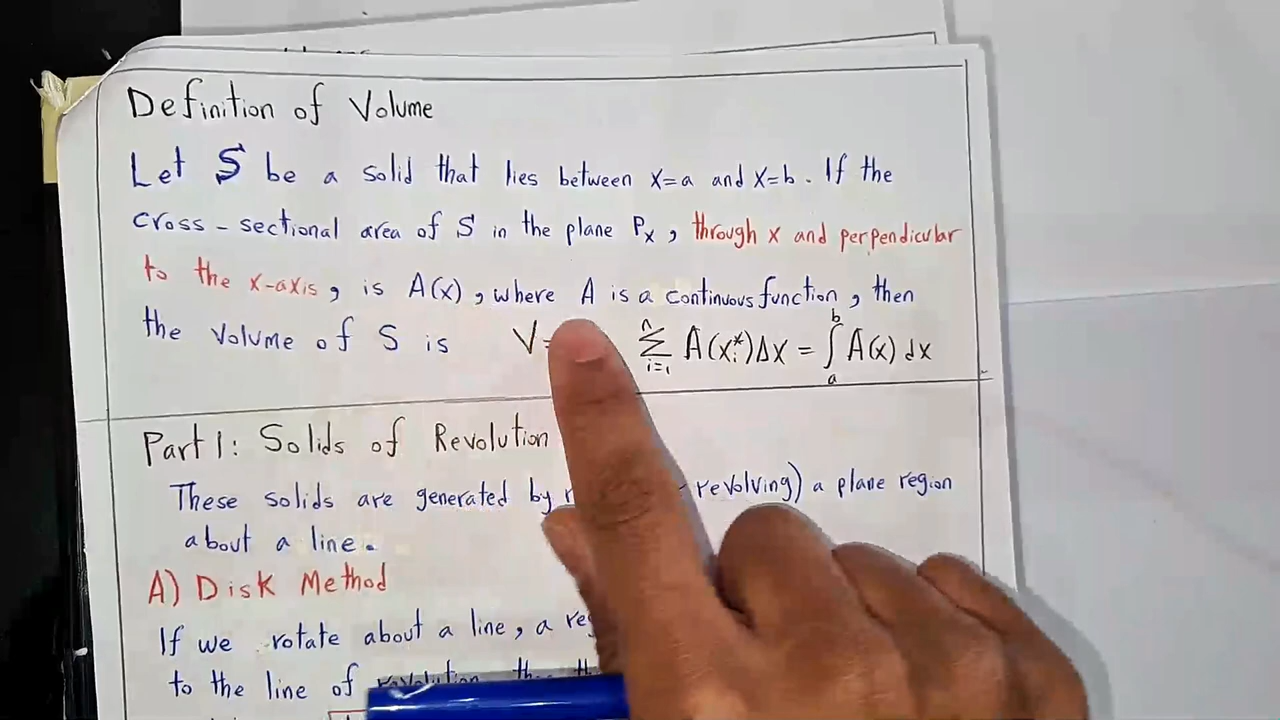 Definition of Volume
Let S be a solid that lies between x=a and x=b. If the
cross-sectional area of S in the plane Px, through x and perpendicular
to the x-axis, is A(x), where A is a continuous function, then
the volume of S is V= n∑i=1 A(xi*)Δx = ∫ab A(x) dx
Part 1: Solids of Revolution
These solids are generated by revolving) a plane region
about a line.
A) Disk Method
If we rotate about a line, a
to the line of revolution